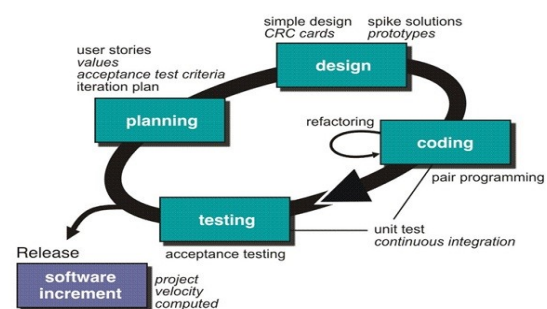 simple design
CRC cards
spike solutions
prototypes
user stories
values
acceptance test criteria
iteration plan
design
planning
refactoring
coding
pair programming
testing
unit test
continuous integration
acceptance testing
Release
software
increment
project
velocity
computed